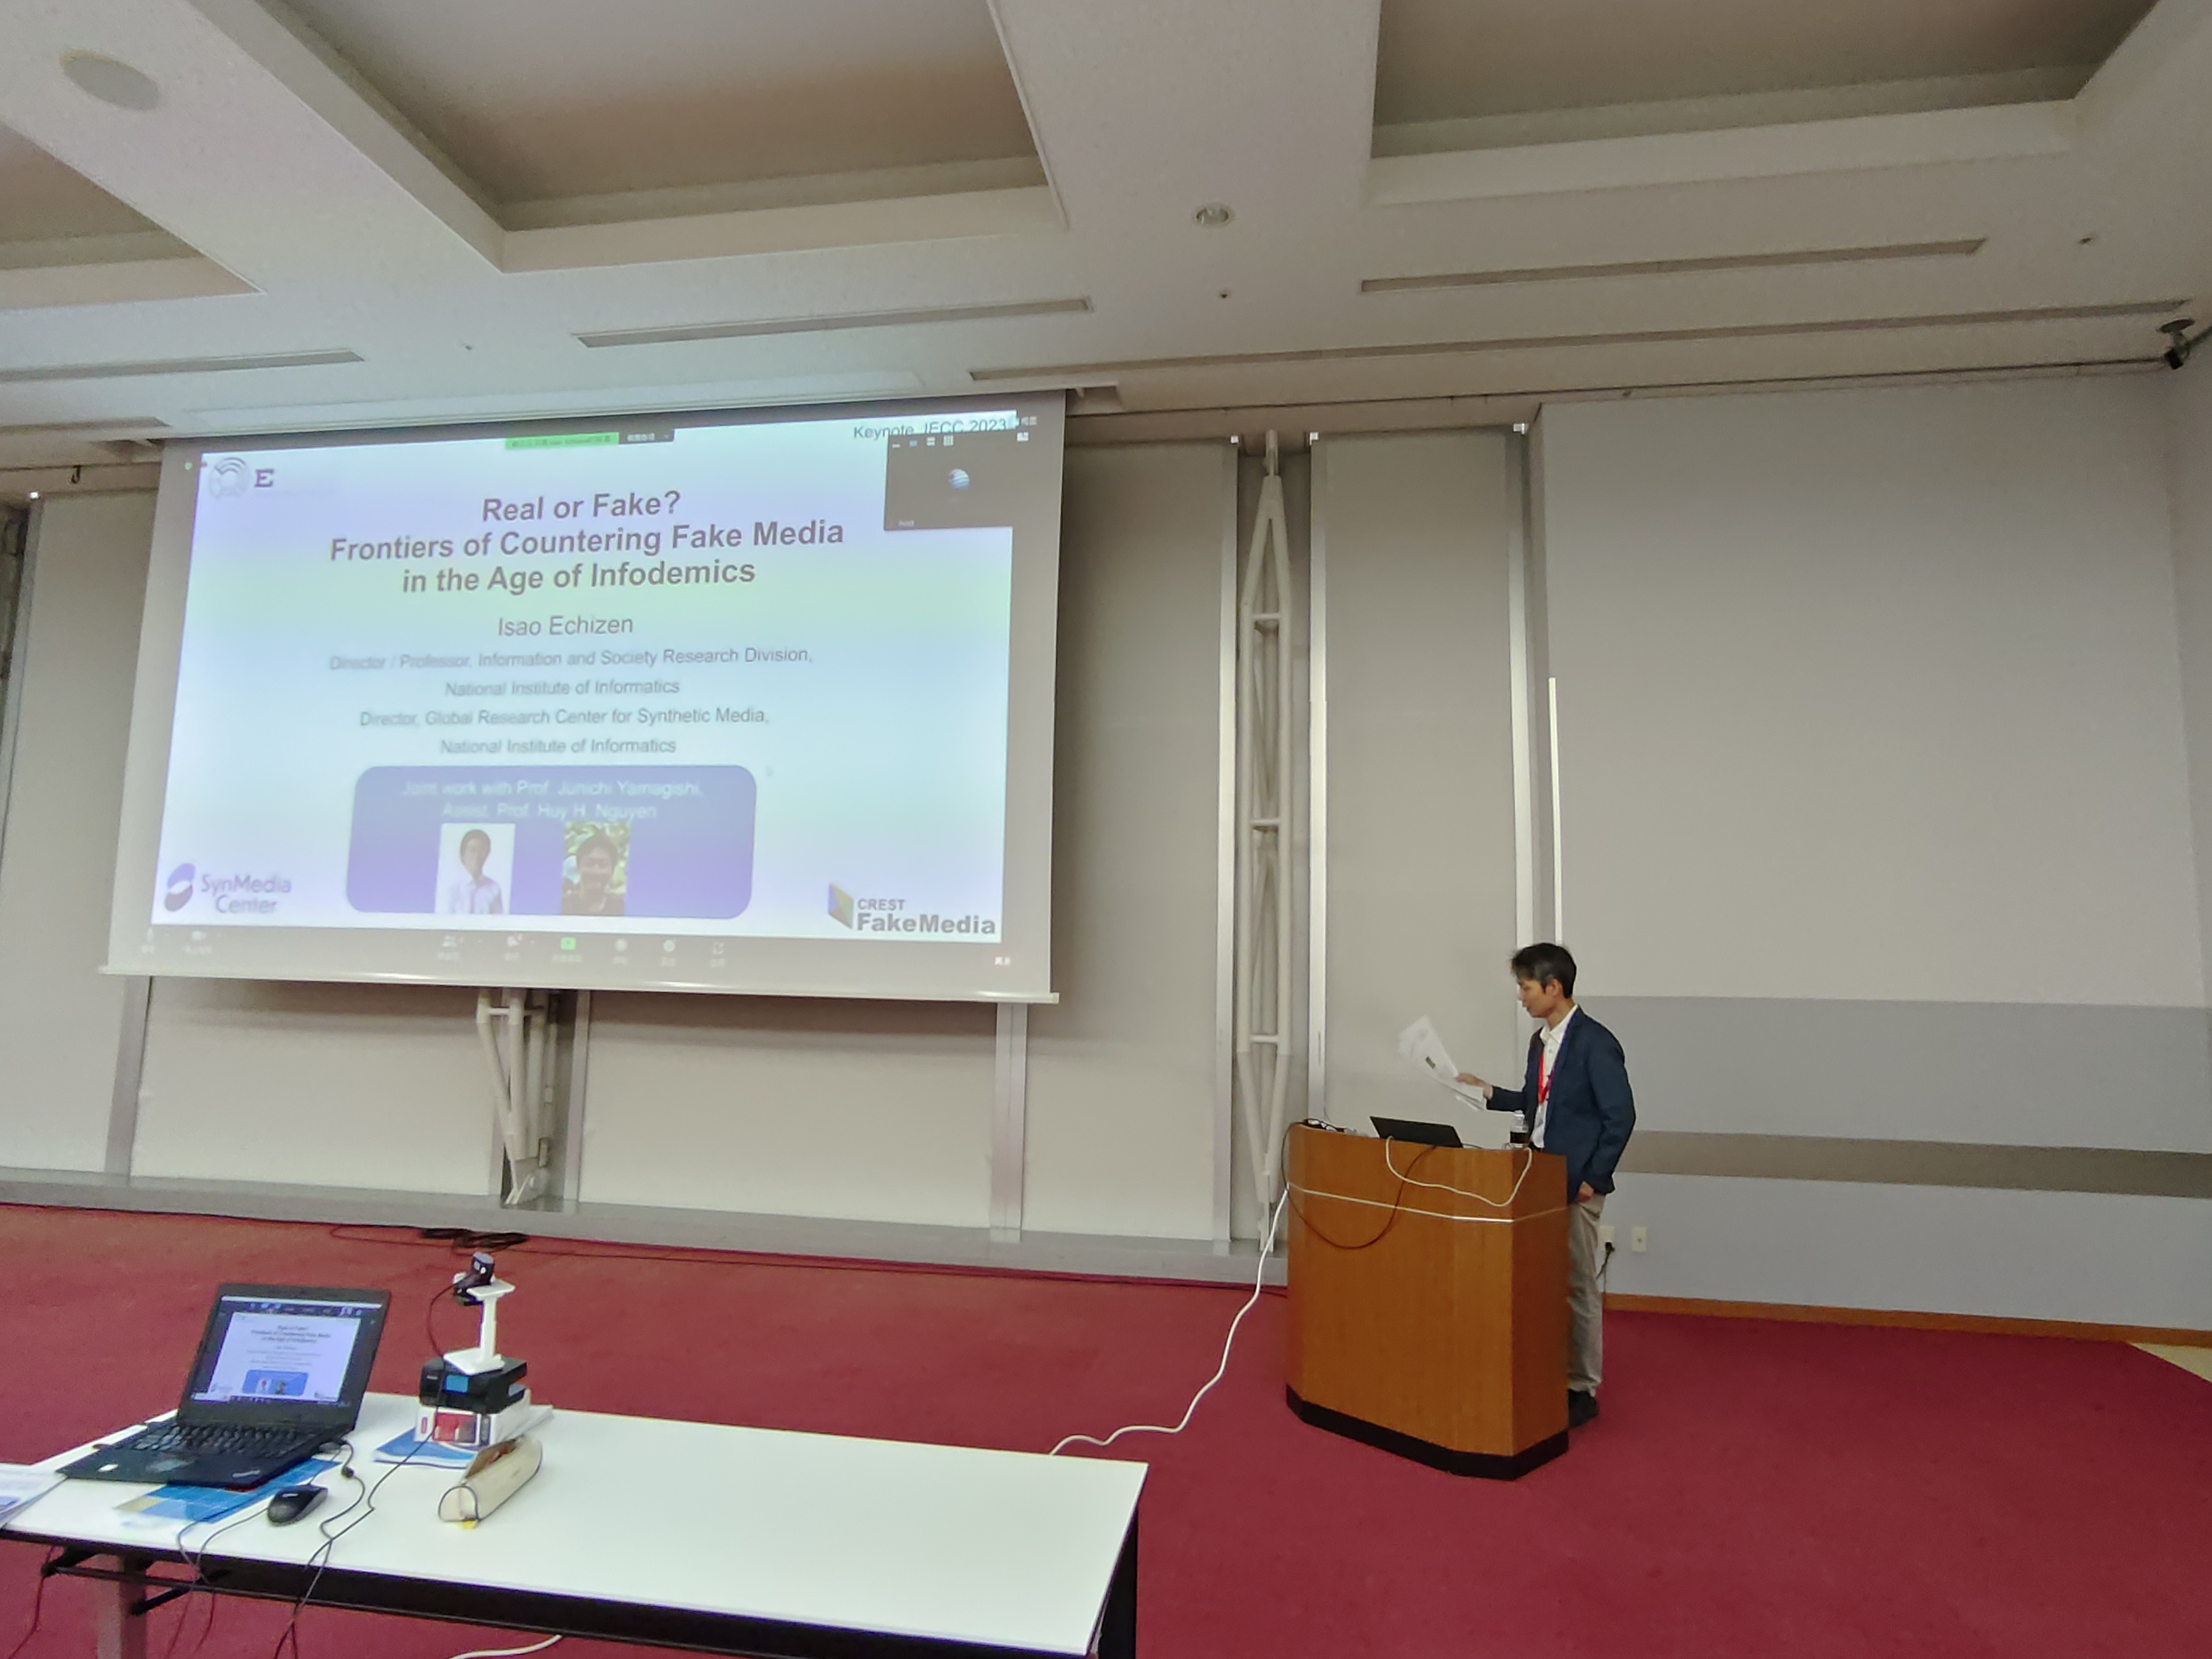 Keynote, IFCC 2023
E
Real or Fake?
Frontiers of Countering Fake Media
in the Age of Infodemics
Isao Echizen
Director / Professor, Information and Society Research Division,
National Institute of Informatics
Director, Global Research Center for Synthetic Media,
National Institute of Informatics
Joint work with Prof. Junichi Yamagishi,
Assist. Prof. Huy H. Nguyen
SynMedia
Center
CREST
FakeMedia